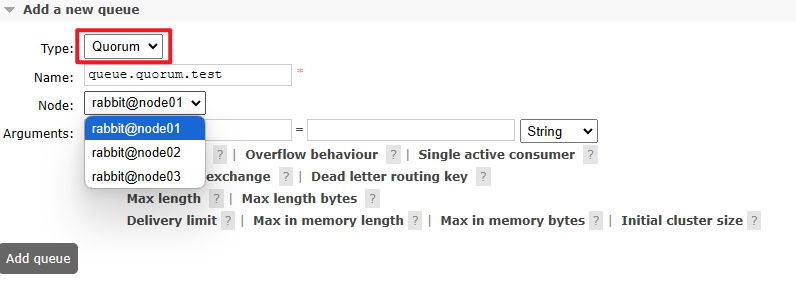 Add a new queue
Type: Quorum
Name: queue.quorum.test *
Node: rabbit@node01
Arguments: = String
rabbit@node01
rabbit@node02
rabbit@node03
? | Overflow behaviour ? | Single active consumer ?
exchange ? | Dead letter routing key ?
Max length ? | Max length bytes ?
Delivery limit ? | Max in memory length ? | Max in memory bytes ? | Initial cluster size ?
Add queue